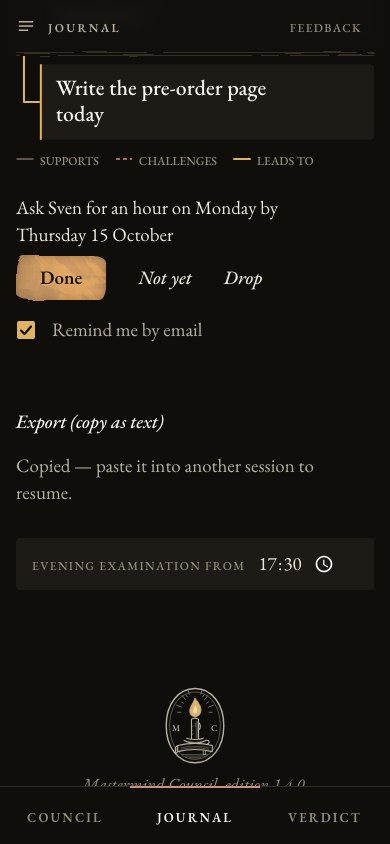 JOURNAL
FEEDBACK
Write the pre-order page
today
SUPPORTS
CHALLENGES
LEADS TO
Ask Sven for an hour on Monday by
Thursday 15 October
Done
Not yet
Drop
Remind me by email
Export (copy as text)
Copied — paste it into another session to
resume.
EVENING EXAMINATION FROM 17:30
M C
Mastermind Council, edition 1.4.0
COUNCIL
JOURNAL
VERDICT